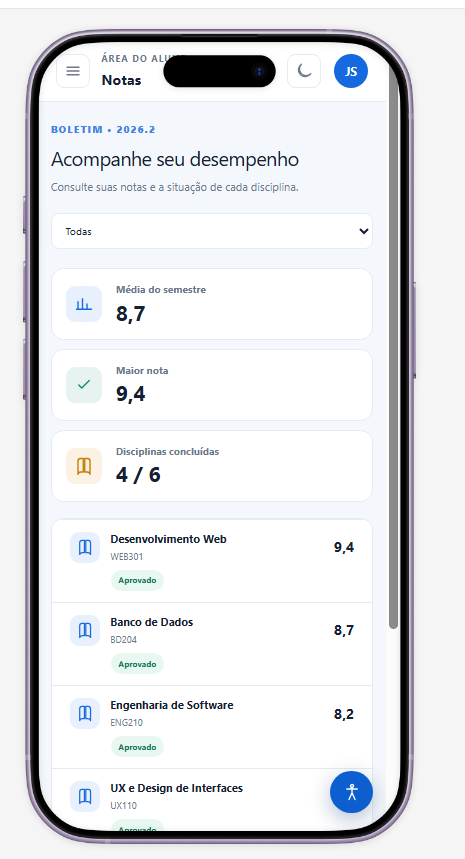 ÁREA DO ALU
Notas
JS
BOLETIM • 2026.2
Acompanhe seu desempenho
Consulte suas notas e a situação de cada disciplina.
Todas
Média do semestre
8,7
Maior nota
9,4
Disciplinas concluídas
4 / 6
Desenvolvimento Web
9,4
WEB301
Aprovado
Banco de Dados
8,7
BD204
Aprovado
Engenharia de Software
8,2
ENG210
Aprovado
UX e Design de Interfaces
UX110
Aprovado